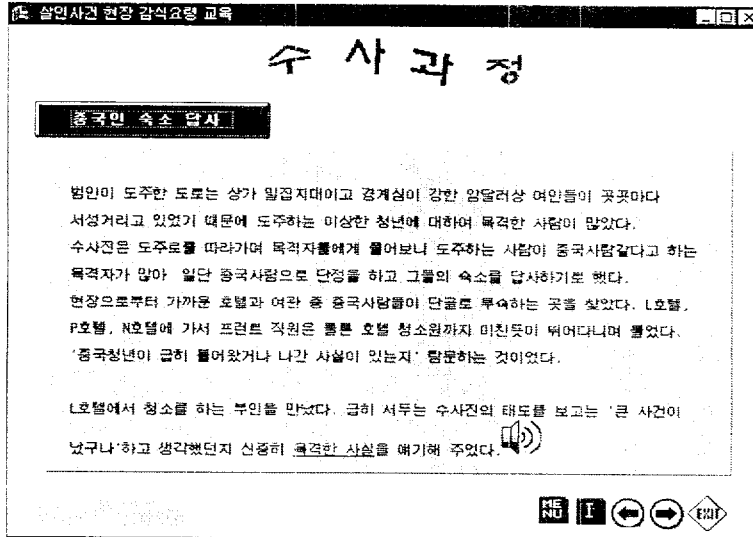 살인사건 현장 감식요령 교육
수사과정
중국인 숙소 답사
범인이 도주한 도로는 상가 밀집지대이고 경계심이 강한 암달러상 여인들이 곳곳마다
서성거리고 있었기 때문에 도주하는 이상한 청년에 대하여 목격한 사람이 많았다.
수사진은 도주로를 따라가며 목격자들에게 물어보니 도주하는 사람이 중국사람같다고 하는
목격자가 많아 일단 중국사람으로 단정을 하고 그들의 숙소를 답사하기로 했다.
현장으로부터 가까운 호텔과 여관 중 중국사람들이 단골로 투숙하는 곳을 찾았다. L호텔,
P호텔, N호텔에 가서 프런트 직원은 물론 호텔 청소원까지 미친듯이 뛰어다니며 물었다.
'중국청년이 급히 들어왔거나 나간 사실이 있는지' 탐문하는 것이었다.
L호텔에서 청소를 하는 부인을 만났다. 급히 서두는 수사진의 태도를 보고는 '큰 사건이
났구나'하고 생각했던지 신중히 목격한 사실을 얘기해 주었다.
MENU I EXIT